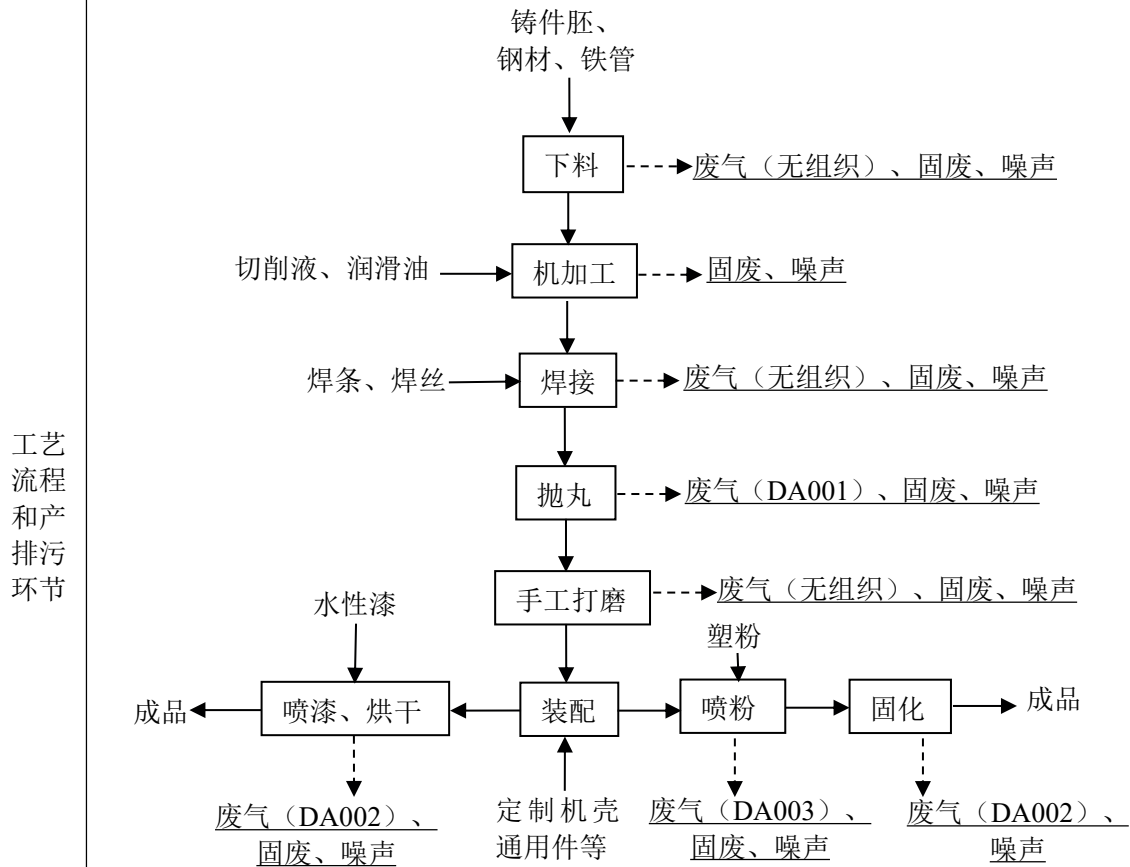 铸件胚、
钢材、铁管
下料
废气（无组织）、固废、噪声
切削液、润滑油
机加工
固废、噪声
焊条、焊丝
焊接
废气（无组织）、固废、噪声
工艺
流程
和产
排污
环节
抛丸
废气（DA001）、固废、噪声
手工打磨
废气（无组织）、固废、噪声
水性漆
塑粉
成品
喷漆、烘干
装配
喷粉
固化
成品
废气（DA002）、
固废、噪声
定制机壳
通用件等
废气（DA003）、
固废、噪声
废气（DA002）、
噪声